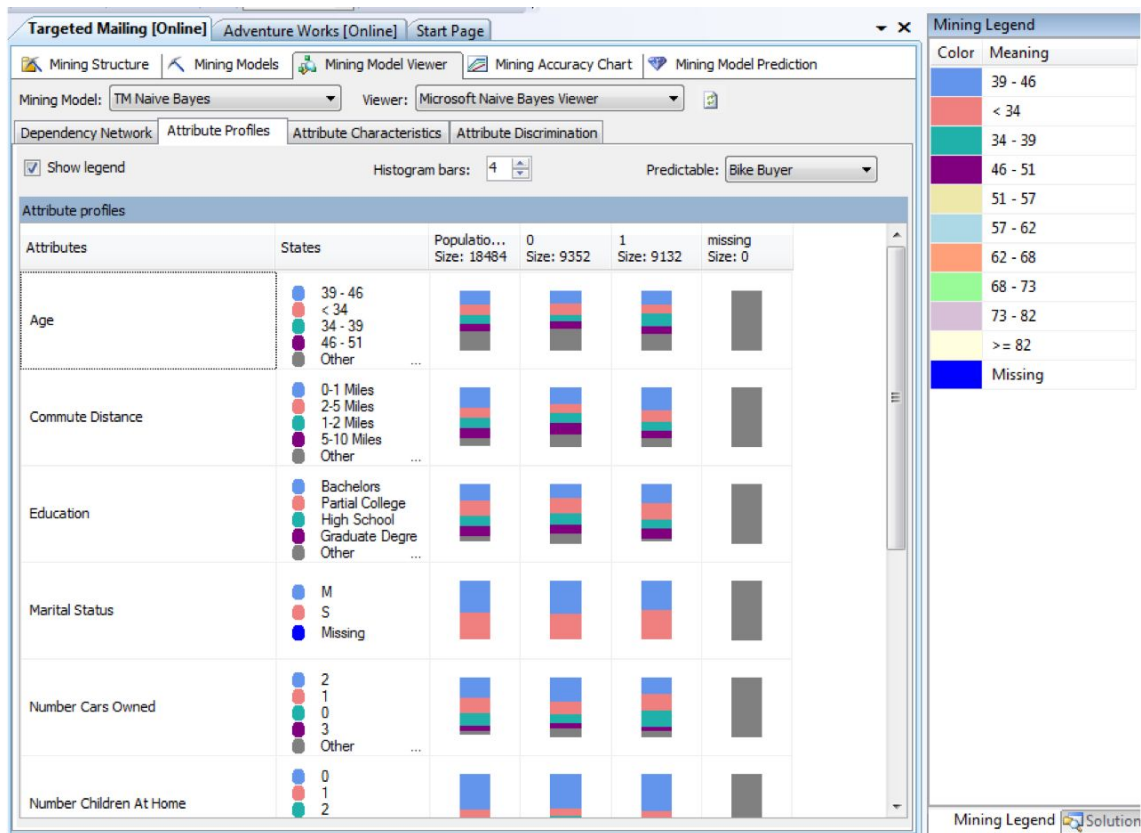 Targeted Mailing [Online] Adventure Works [Online] Start Page
Mining Structure Mining Models Mining Model Viewer Mining Accuracy Chart Mining Model Prediction
Mining Model: TM Naive Bayes Viewer: Microsoft Naive Bayes Viewer
Dependency Network Attribute Profiles Attribute Characteristics Attribute Discrimination
Show legend Histogram bars: 4 Predictable: Bike Buyer
Attribute profiles
Attributes States Populatio... Size: 18484 0 Size: 9352 1 Size: 9132 missing Size: 0
Age
39 - 46
< 34
34 - 39
46 - 51
Other ...
Commute Distance
0-1 Miles
2-5 Miles
1-2 Miles
5-10 Miles
Other ...
Education
Bachelors
Partial College
High School
Graduate Degre
Other ...
Marital Status
M
S
Missing
Number Cars Owned
2
1
0
3
Other ...
Number Children At Home
0
1
2
Mining Legend
Color Meaning
39 - 46
< 34
34 - 39
46 - 51
51 - 57
57 - 62
62 - 68
68 - 73
73 - 82
>= 82
Missing
Mining Legend Solution